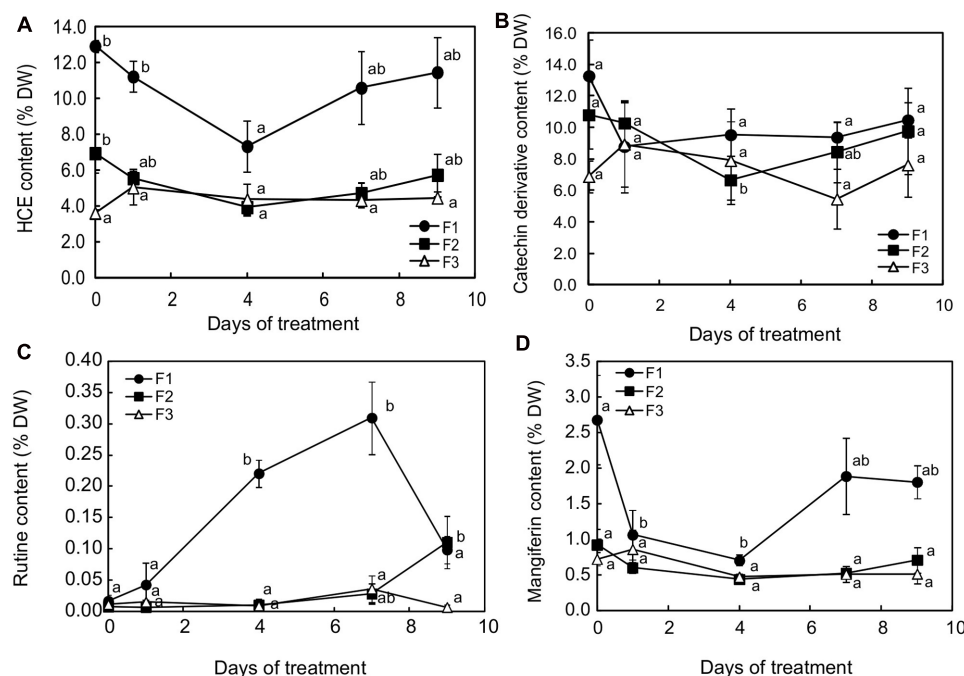 A
HCE content (% DW)
14.0
12.0
10.0
8.0
6.0
4.0
2.0
0.0
b
b
a
ab
ab
b
ab
a
ab
ab
a
a
a
a
a
F1
F2
F3
0
2
4
6
8
10
Days of treatment
B
Catechin derivative content (% DW)
16.0
14.0
12.0
10.0
8.0
6.0
4.0
2.0
0.0
a
a
a
a
a
a
a
a
a
b
a
ab
a
a
a
F1
F2
F3
0
2
4
6
8
10
Days of treatment
C
Rutine content (% DW)
0.40
0.30
0.20
0.10
0.05
0.00
F1
F2
F3
a
a
a
a
a
b
a
a
b
a
ab
b
a
a
0
2
4
6
8
10
Days of treatment
D
Mangiferin content (% DW)
3.5
3.0
2.5
2.0
1.5
1.0
0.5
0.0
F1
F2
F3
a
a
a
b
a
a
b
a
a
ab
a
a
ab
a
a
0
2
4
6
8
10
Days of treatment